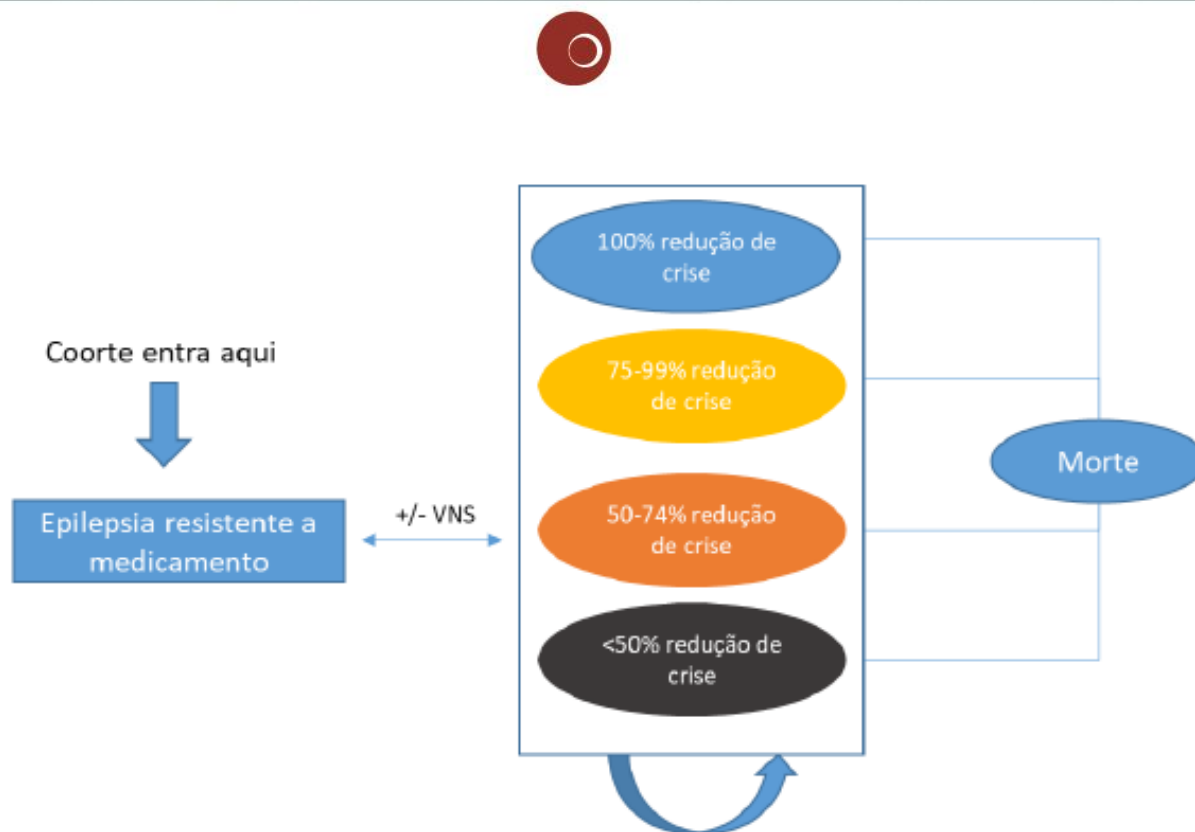 100% redução de
crise
Coorte entra aqui
75-99% redução
de crise
Morte
Epilepsia resistente a
medicamento
+/- VNS
50-74% redução
de crise
<50% redução de
crise